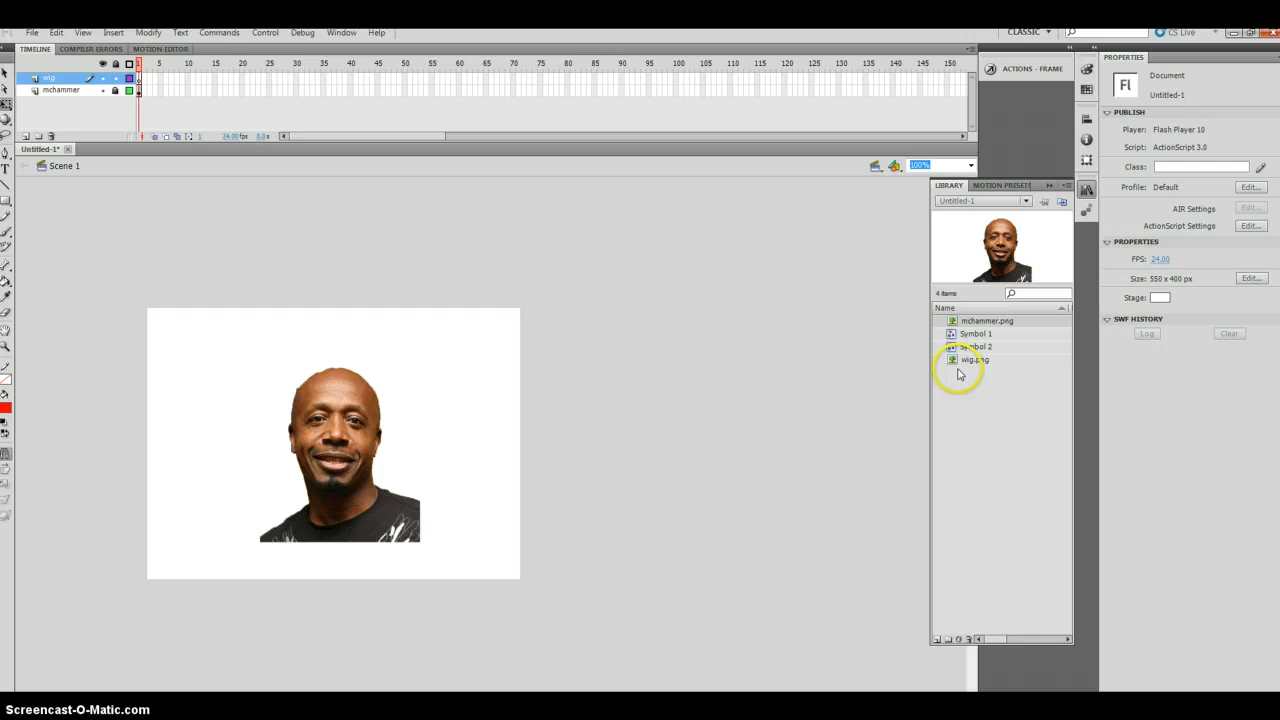 File Edit View Insert Modify Text Commands Control Debug Window Help
CLASSIC
CS Live
TIMELINE COMPILER ERRORS MOTION EDITOR
1 5 10 15 20 25 30 35 40 45 50 55 60 65 70 75 80 85 90 95 100 105 110 115 120 125 130 135 140 145 150
wig
mchammer
1 24.00 fps 0.0 s
Untitled-1*
Scene 1
100%
ACTIONS - FRAME
LIBRARY MOTION PRESETS
Untitled-1
4 items
Name
mchammer.png
Symbol 1
Symbol 2
wig.png
PROPERTIES
Fl
Document
Untitled-1
PUBLISH
Player: Flash Player 10
Script: ActionScript 3.0
Class:
Profile: Default Edit...
AIR Settings Edit...
ActionScript Settings Edit...
PROPERTIES
FPS: 24.00
Size: 550 x 400 px Edit...
Stage:
SWF HISTORY
Log Clear
Screencast-O-Matic.com